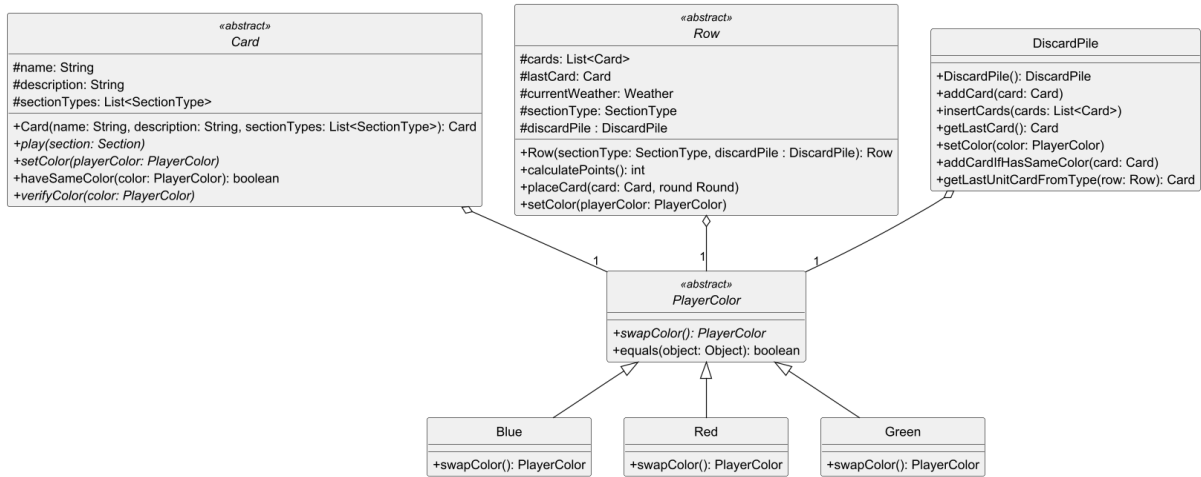 «abstract»
Card
#name: String
#description: String
#sectionTypes: List<SectionType>
+Card(name: String, description: String, sectionTypes: List<SectionType>): Card
+play(section: Section)
+setColor(playerColor: PlayerColor)
+haveSameColor(color: PlayerColor): boolean
+verifyColor(color: PlayerColor)
«abstract»
Row
#cards: List<Card>
#lastCard: Card
#currentWeather: Weather
#sectionType: SectionType
#discardPile : DiscardPile
+Row(sectionType: SectionType, discardPile : DiscardPile): Row
+calculatePoints(): int
+placeCard(card: Card, round Round)
+setColor(playerColor: PlayerColor)
DiscardPile
+DiscardPile(): DiscardPile
+addCard(card: Card)
+insertCards(cards: List<Card>)
+getLastCard(): Card
+setColor(color: PlayerColor)
+addCardIfHasSameColor(card: Card)
+getLastUnitCardFromType(row: Row): Card
1
1
1
«abstract»
PlayerColor
+swapColor(): PlayerColor
+equals(object: Object): boolean
Blue
+swapColor(): PlayerColor
Red
+swapColor(): PlayerColor
Green
+swapColor(): PlayerColor